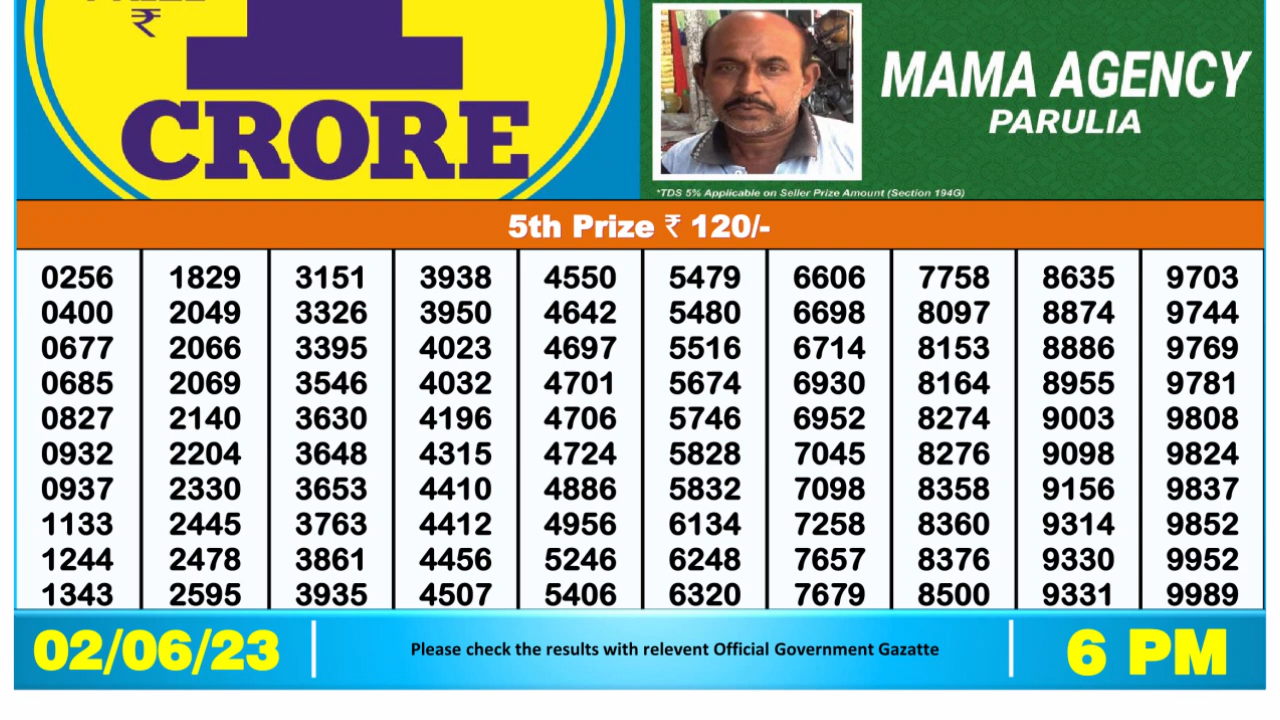 ₹
1
CRORE
MAMA AGENCY
PARULIA
*TDS 5% Applicable on Seller Prize Amount (Section 194G)
5th Prize ₹ 120/-
0256 1829 3151 3938 4550 5479 6606 7758 8635 9703
0400 2049 3326 3950 4642 5480 6698 8097 8874 9744
0677 2066 3395 4023 4697 5516 6714 8153 8886 9769
0685 2069 3546 4032 4701 5674 6930 8164 8955 9781
0827 2140 3630 4196 4706 5746 6952 8274 9003 9808
0932 2204 3648 4315 4724 5828 7045 8276 9098 9824
0937 2330 3653 4410 4886 5832 7098 8358 9156 9837
1133 2445 3763 4412 4956 6134 7258 8360 9314 9852
1244 2478 3861 4456 5246 6248 7657 8376 9330 9952
1343 2595 3935 4507 5406 6320 7679 8500 9331 9989
02/06/23 Please check the results with relevent Official Government Gazatte 6 PM